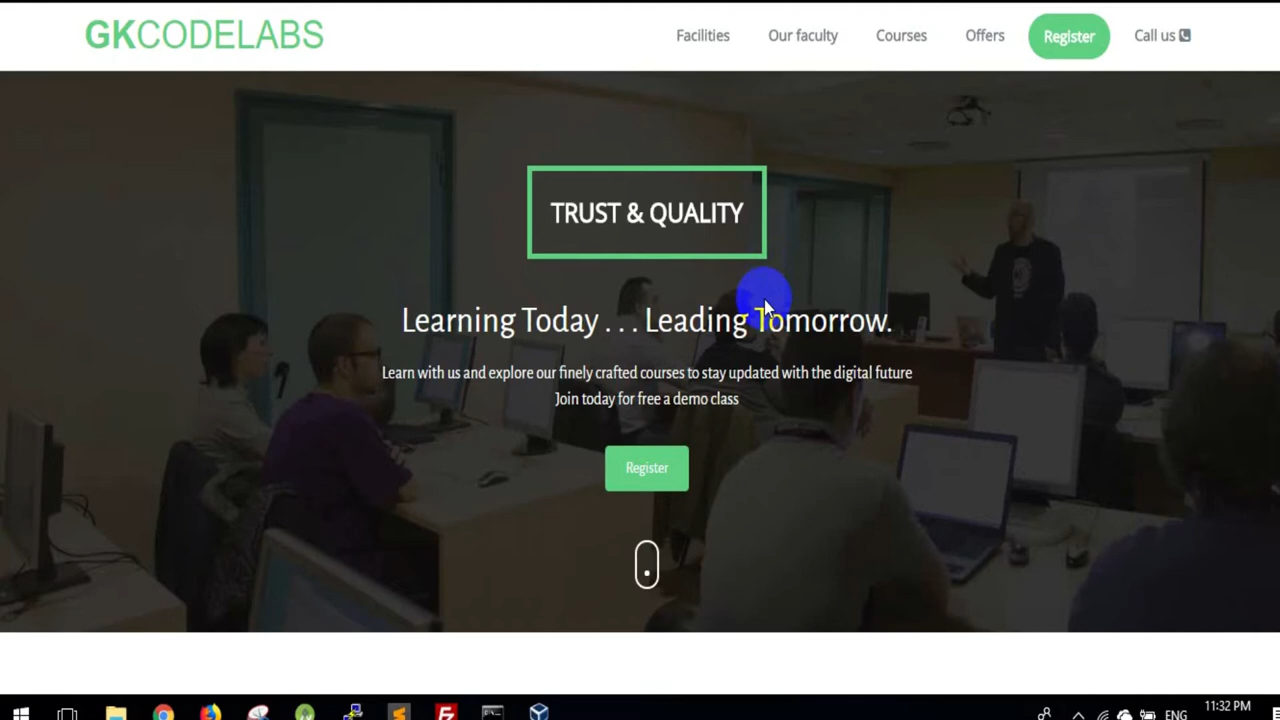 GKCODELABS
Facilities
Our faculty
Courses
Offers
Register
Call us
TRUST & QUALITY
Learning Today . . . Leading Tomorrow.
Learn with us and explore our finely crafted courses to stay updated with the digital future
Join today for free a demo class
Register
11:32 PM
ENG